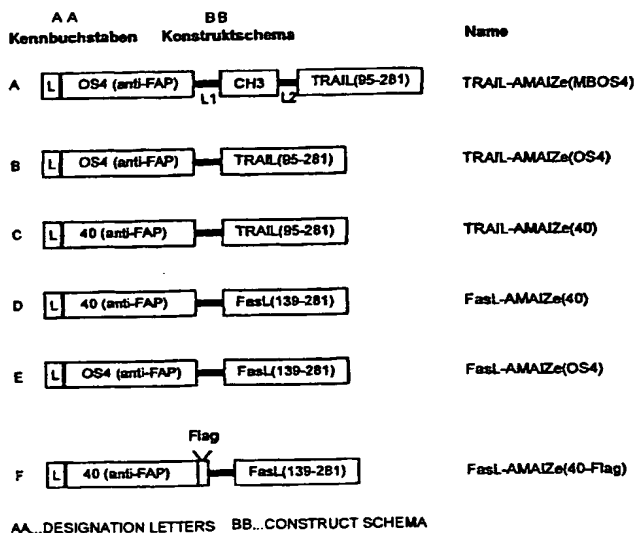 A A B B
Kennbuchstaben Konstruktschema Name
A L OS4 (anti-FAP) CH3 TRAIL(95-281) TRAIL-AMAIZe(MBOS4)
L1 L2
B L OS4 (anti-FAP) TRAIL(95-281) TRAIL-AMAIZe(OS4)
C L 40 (anti-FAP) TRAIL(95-281) TRAIL-AMAIZe(40)
D L 40 (anti-FAP) FasL(139-281) FasL-AMAIZe(40)
E L OS4 (anti-FAP) FasL(139-281) FasL-AMAIZe(OS4)
Flag
F L 40 (anti-FAP) FasL(139-281) FasL-AMAIZe(40-Flag)
AA...DESIGNATION LETTERS BB...CONSTRUCT SCHEMA